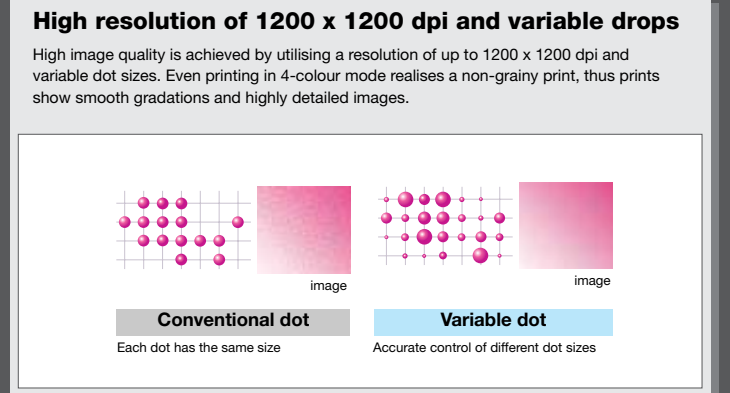 High resolution of 1200 x 1200 dpi and variable drops
High image quality is achieved by utilising a resolution of up to 1200 x 1200 dpi and
variable dot sizes. Even printing in 4-colour mode realises a non-grainy print, thus prints
show smooth gradations and highly detailed images.
image
image
Conventional dot
Variable dot
Each dot has the same size
Accurate control of different dot sizes